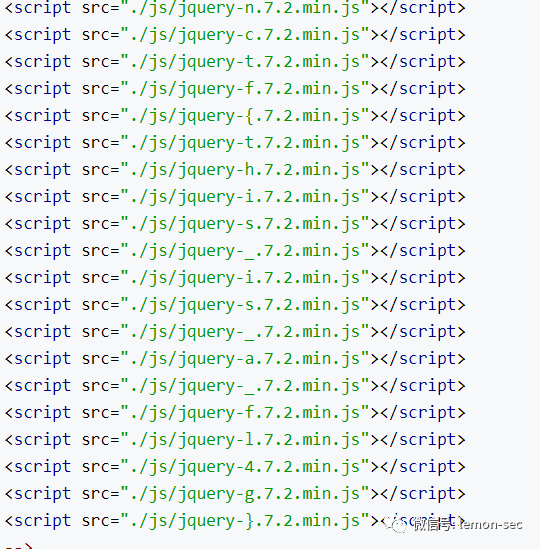 <script src="./js/jquery-n.7.2.min.js"></script>
<script src="./js/jquery-c.7.2.min.js"></script>
<script src="./js/jquery-t.7.2.min.js"></script>
<script src="./js/jquery-f.7.2.min.js"></script>
<script src="./js/jquery-{.7.2.min.js"></script>
<script src="./js/jquery-t.7.2.min.js"></script>
<script src="./js/jquery-h.7.2.min.js"></script>
<script src="./js/jquery-i.7.2.min.js"></script>
<script src="./js/jquery-s.7.2.min.js"></script>
<script src="./js/jquery-_.7.2.min.js"></script>
<script src="./js/jquery-i.7.2.min.js"></script>
<script src="./js/jquery-s.7.2.min.js"></script>
<script src="./js/jquery-_.7.2.min.js"></script>
<script src="./js/jquery-a.7.2.min.js"></script>
<script src="./js/jquery-_.7.2.min.js"></script>
<script src="./js/jquery-f.7.2.min.js"></script>
<script src="./js/jquery-l.7.2.min.js"></script>
<script src="./js/jquery-4.7.2.min.js"></script>
<script src="./js/jquery-g.7.2.min.js"></script>
<script src="./js/jquery-}.7.2.min.js"></script>
微信号: lemon-sec
-->